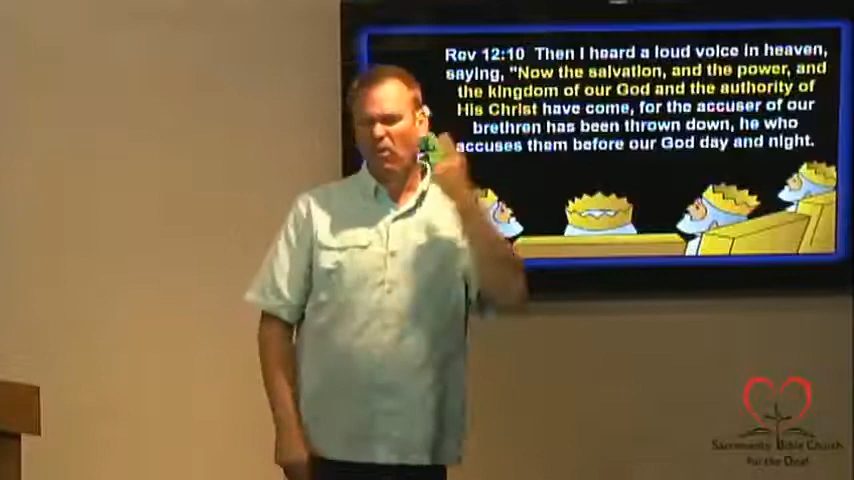 Rev 12:10 Then I heard a loud voice in heaven,
saying, "Now the salvation, and the power, and
the kingdom of our God and the authority of
His Christ have come, for the accuser of our
brethren has been thrown down, he who
accuses them before our God day and night.
Sacramento Bible Church
for the Deaf